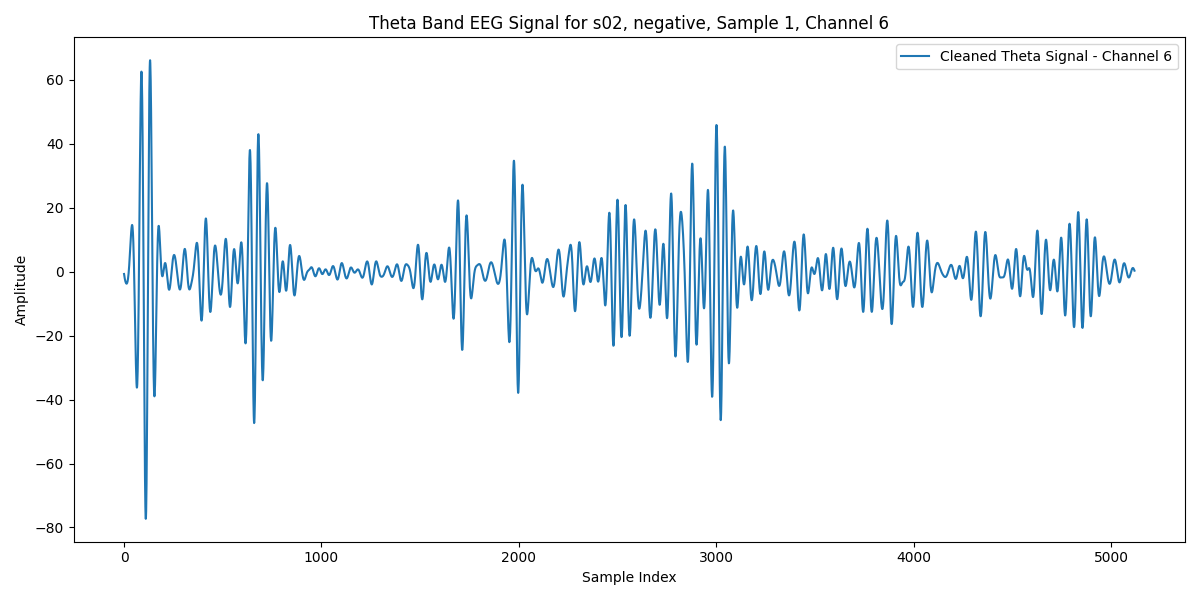 Theta Band EEG Signal for s02, negative, Sample 1, Channel 6
Cleaned Theta Signal - Channel 6
Amplitude
60
40
20
0
−20
−40
−60
−80
0 1000 2000 3000 4000 5000
Sample Index